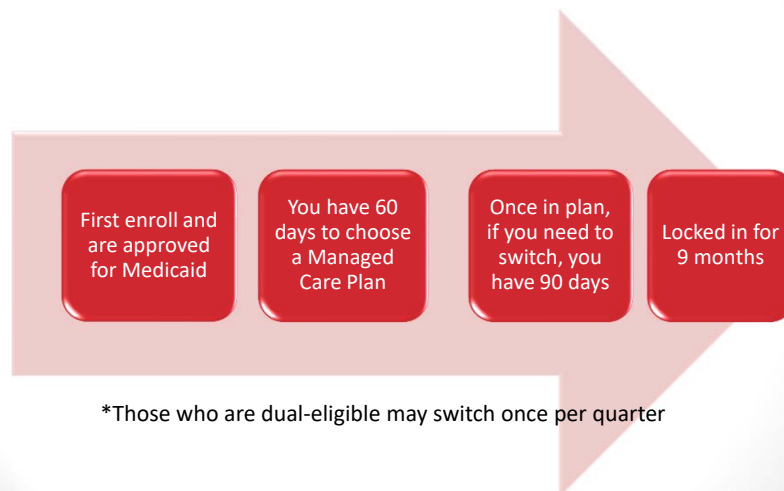 First enroll and
are approved
for Medicaid
You have 60
days to choose
a Managed
Care Plan
Once in plan,
if you need to
switch, you
have 90 days
Locked in for
9 months
*Those who are dual-eligible may switch once per quarter